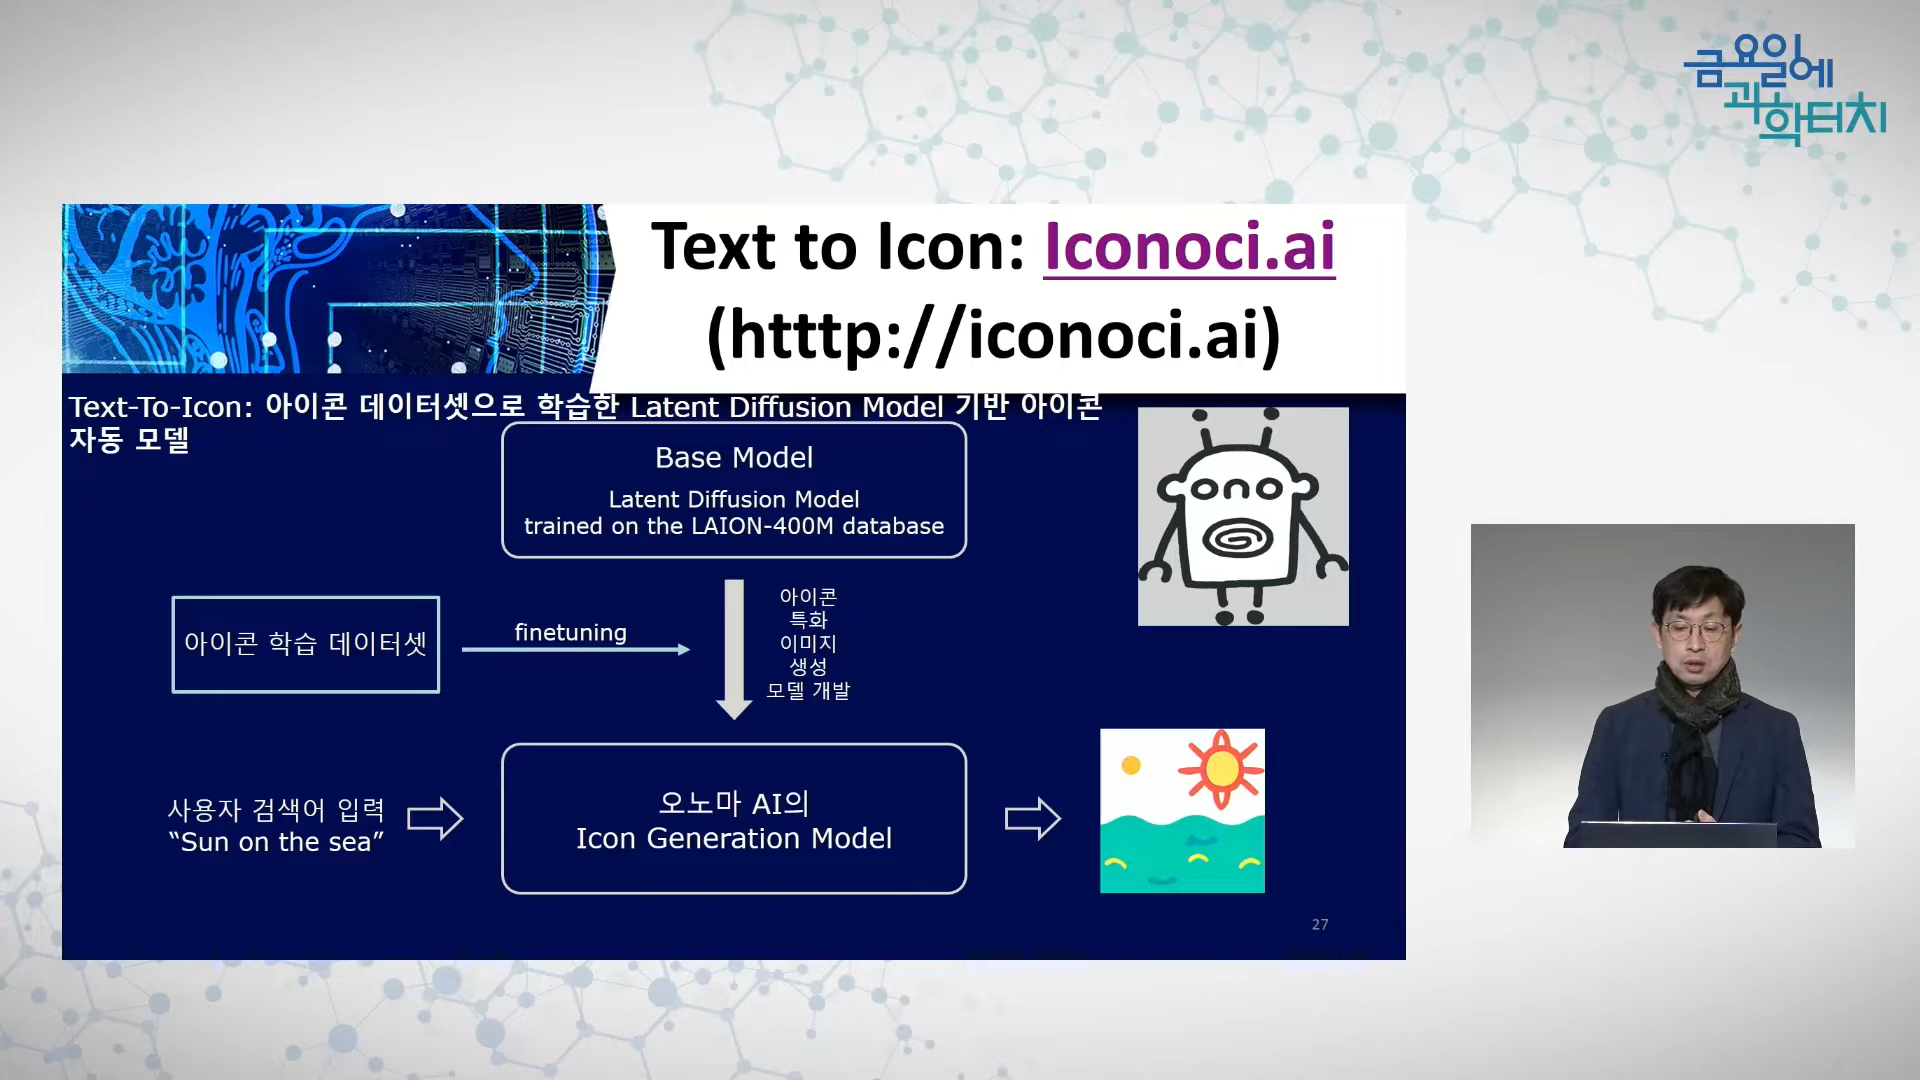 금요일에
과학터치
Text to Icon: Iconoci.ai
(htttp://iconoci.ai)
Text-To-Icon: 아이콘 데이터셋으로 학습한 Latent Diffusion Model 기반 아이콘
자동 모델
Base Model
Latent Diffusion Model
trained on the LAION-400M database
아이콘 학습 데이터셋
finetuning
아이콘
특화
이미지
생성
모델 개발
사용자 검색어 입력
“Sun on the sea”
오노마 AI의
Icon Generation Model
27